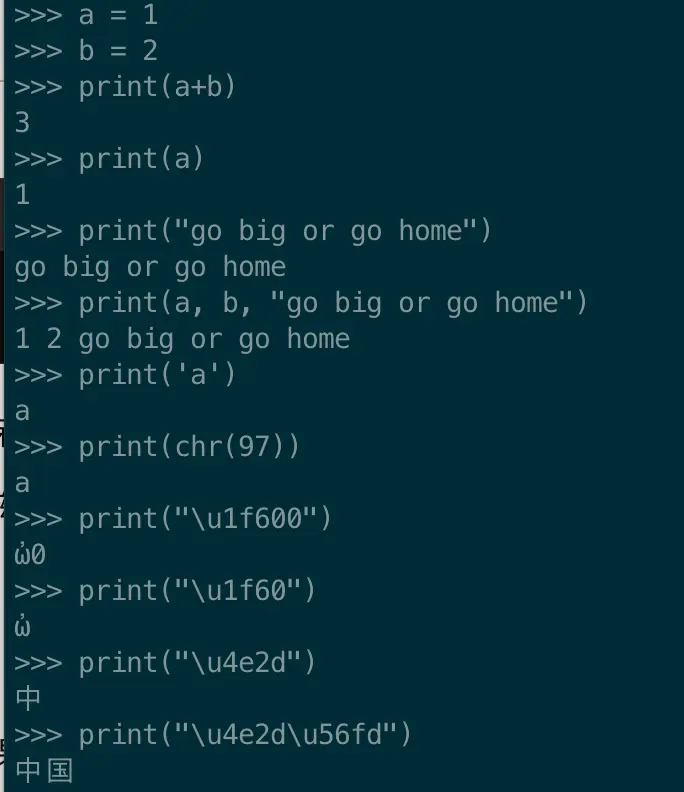 >>> a = 1
>>> b = 2
>>> print(a+b)
3
>>> print(a)
1
>>> print("go big or go home")
go big or go home
>>> print(a, b, "go big or go home")
1 2 go big or go home
>>> print('a')
a
>>> print(chr(97))
a
>>> print("\u1f600")
ὠ0
>>> print("\u1f60")
ὠ
>>> print("\u4e2d")
中
>>> print("\u4e2d\u56fd")
中国